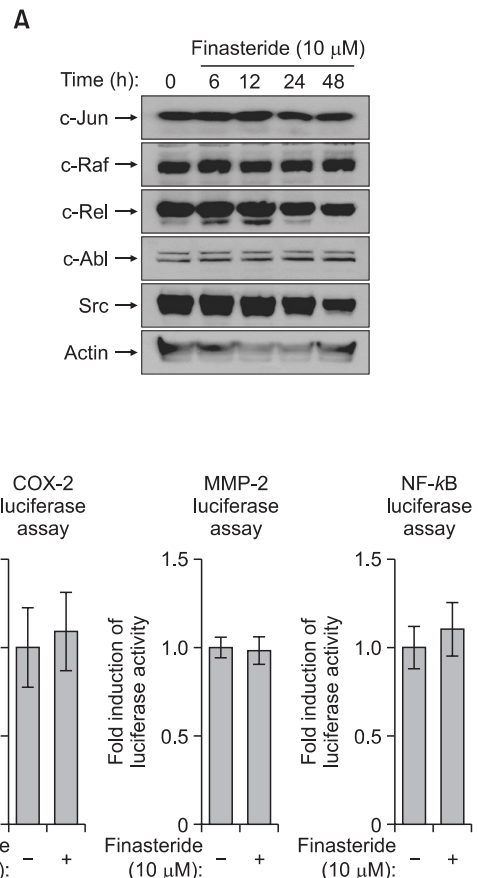 A
Finasteride (10 μM)
Time (h): 0 6 12 24 48
c-Jun
c-Raf
c-Rel
c-Abl
Src
Actin
COX-2
luciferase
assay
MMP-2
luciferase
assay
NF-kB
luciferase
assay
Fold induction of
luciferase activity
1.5
1.0
0.5
0
Fold induction of
luciferase activity
1.5
1.0
0.5
0
− +
Finasteride
(10 μM):
− +
Finasteride
(10 μM):
− +